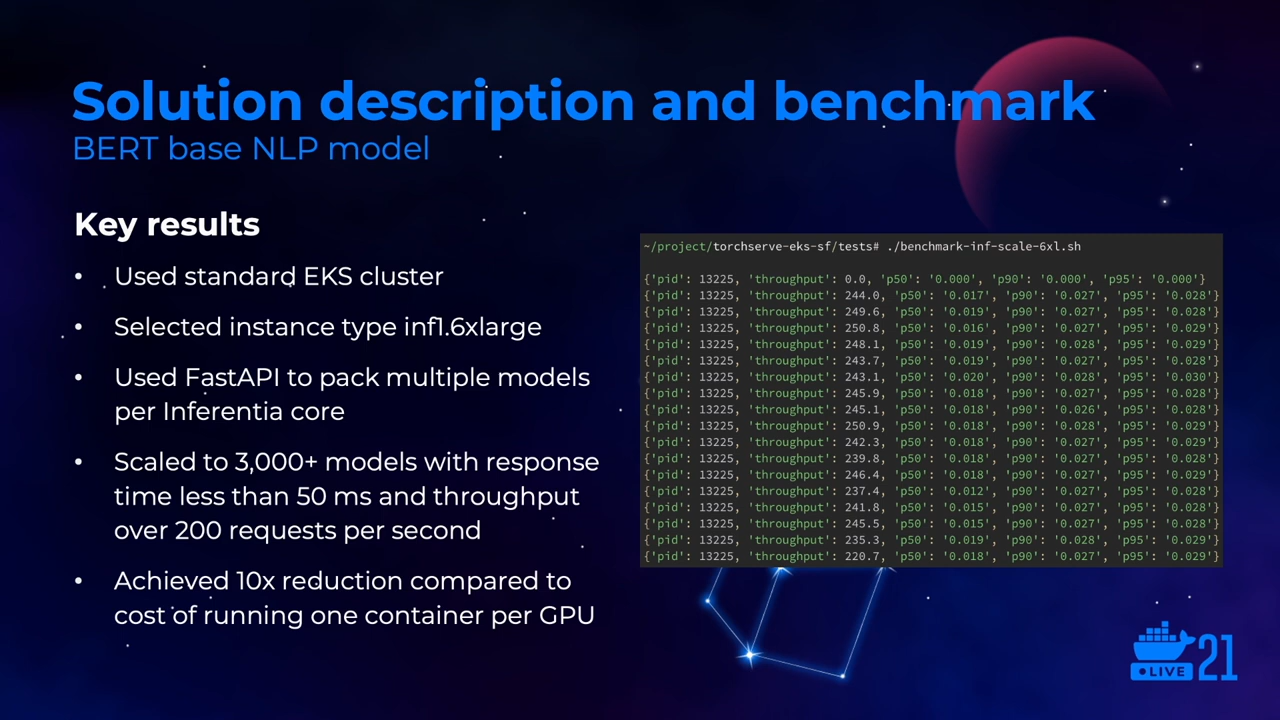 Solution description and benchmark
BERT base NLP model
Key results
• Used standard EKS cluster
• Selected instance type inf1.6xlarge
• Used FastAPI to pack multiple models
per Inferentia core
• Scaled to 3,000+ models with response
time less than 50 ms and throughput
over 200 requests per second
• Achieved 10x reduction compared to
cost of running one container per GPU
~/project/torchserve-eks-sf/tests# ./benchmark-inf-scale-6xl.sh
{'pid': 13225, 'throughput': 0.0, 'p50': '0.000', 'p90': '0.000', 'p95': '0.000'}
{'pid': 13225, 'throughput': 244.0, 'p50': '0.017', 'p90': '0.027', 'p95': '0.028'}
{'pid': 13225, 'throughput': 249.6, 'p50': '0.019', 'p90': '0.027', 'p95': '0.028'}
{'pid': 13225, 'throughput': 250.8, 'p50': '0.016', 'p90': '0.027', 'p95': '0.029'}
{'pid': 13225, 'throughput': 248.1, 'p50': '0.019', 'p90': '0.028', 'p95': '0.029'}
{'pid': 13225, 'throughput': 243.7, 'p50': '0.019', 'p90': '0.027', 'p95': '0.028'}
{'pid': 13225, 'throughput': 243.1, 'p50': '0.020', 'p90': '0.028', 'p95': '0.030'}
{'pid': 13225, 'throughput': 245.9, 'p50': '0.018', 'p90': '0.027', 'p95': '0.028'}
{'pid': 13225, 'throughput': 245.1, 'p50': '0.018', 'p90': '0.026', 'p95': '0.028'}
{'pid': 13225, 'throughput': 250.9, 'p50': '0.018', 'p90': '0.028', 'p95': '0.029'}
{'pid': 13225, 'throughput': 242.3, 'p50': '0.018', 'p90': '0.027', 'p95': '0.029'}
{'pid': 13225, 'throughput': 239.8, 'p50': '0.018', 'p90': '0.027', 'p95': '0.028'}
{'pid': 13225, 'throughput': 246.4, 'p50': '0.018', 'p90': '0.027', 'p95': '0.029'}
{'pid': 13225, 'throughput': 237.4, 'p50': '0.012', 'p90': '0.027', 'p95': '0.028'}
{'pid': 13225, 'throughput': 241.8, 'p50': '0.015', 'p90': '0.027', 'p95': '0.028'}
{'pid': 13225, 'throughput': 245.5, 'p50': '0.015', 'p90': '0.027', 'p95': '0.028'}
{'pid': 13225, 'throughput': 235.3, 'p50': '0.019', 'p90': '0.028', 'p95': '0.029'}
{'pid': 13225, 'throughput': 220.7, 'p50': '0.018', 'p90': '0.027', 'p95': '0.029'}
LIVE 21